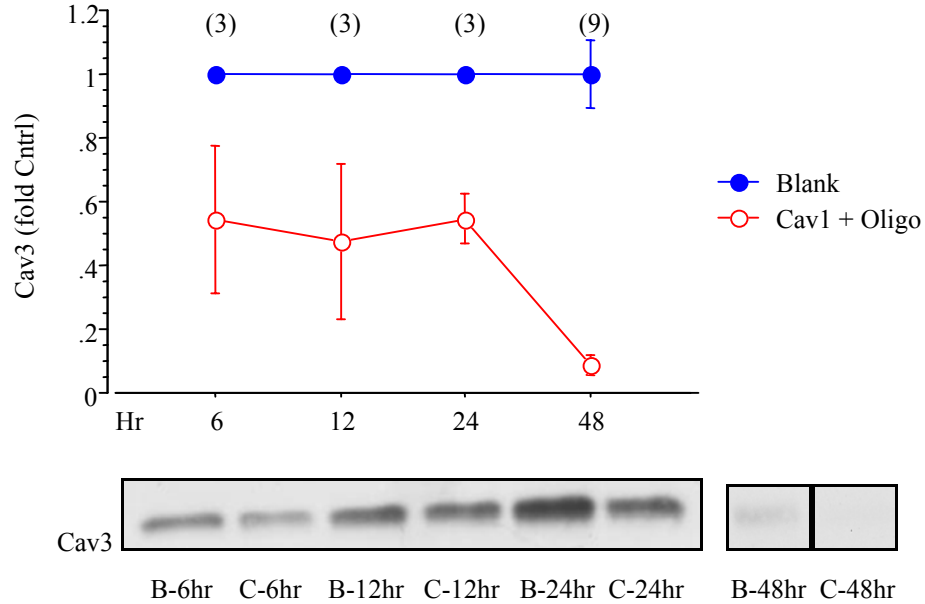 1.2
(3) (3) (3) (9)
1
.8
.6
.4
.2
0
Cav3 (fold Cntrl)
Blank
Cav1 + Oligo
Hr 6 12 24 48
Cav3
B-6hr C-6hr B-12hr C-12hr B-24hr C-24hr B-48hr C-48hr